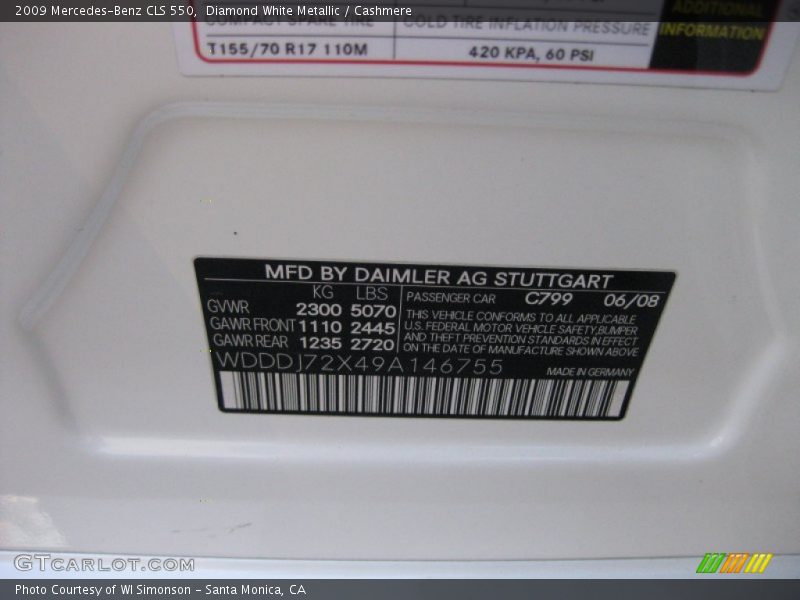 2009 Mercedes-Benz CLS 550, Diamond White Metallic / Cashmere
COMPACT SPARE TIRE COLD TIRE INFLATION PRESSURE
T155/70 R17 110M 420 KPA, 60 PSI
ADDITIONAL
INFORMATION
MFD BY DAIMLER AG STUTTGART
KG LBS
GVWR 2300 5070
GAWR FRONT 1110 2445
GAWR REAR 1235 2720
PASSENGER CAR C799 06/08
THIS VEHICLE CONFORMS TO ALL APPLICABLE
U.S. FEDERAL MOTOR VEHICLE SAFETY,BUMPER
AND THEFT PREVENTION STANDARDS IN EFFECT
ON THE DATE OF MANUFACTURE SHOWN ABOVE
WDDDJ72X49A146755
MADE IN GERMANY
GTCARLOT.COM
Photo Courtesy of WI Simonson - Santa Monica, CA